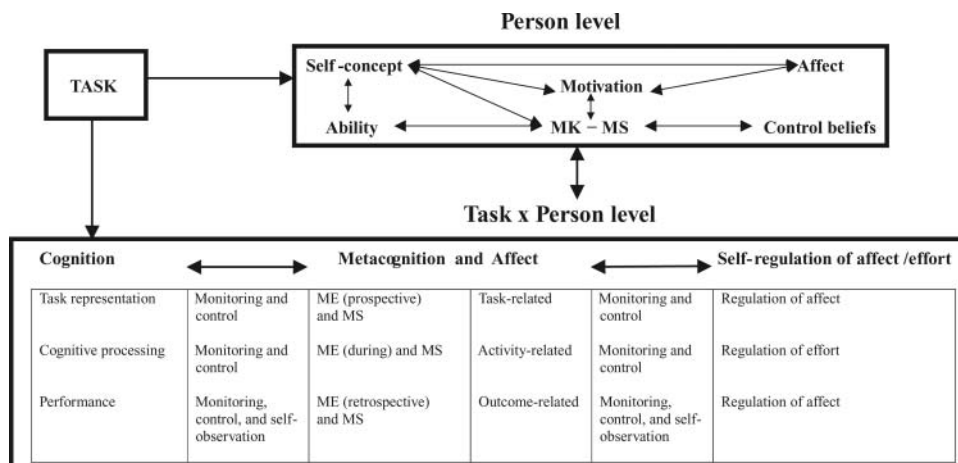 Person level
TASK
Self-concept
Affect
Motivation
Ability
MK – MS
Control beliefs
Task x Person level
Cognition
Metacognition and Affect
Self-regulation of affect /effort
Task representation
Monitoring and
control
ME (prospective)
and MS
Task-related
Monitoring and
control
Regulation of affect
Cognitive processing
Monitoring and
control
ME (during) and MS
Activity-related
Monitoring and
control
Regulation of effort
Performance
Monitoring,
control, and self-
observation
ME (retrospective)
and MS
Outcome-related
Monitoring,
control, and self-
observation
Regulation of affect